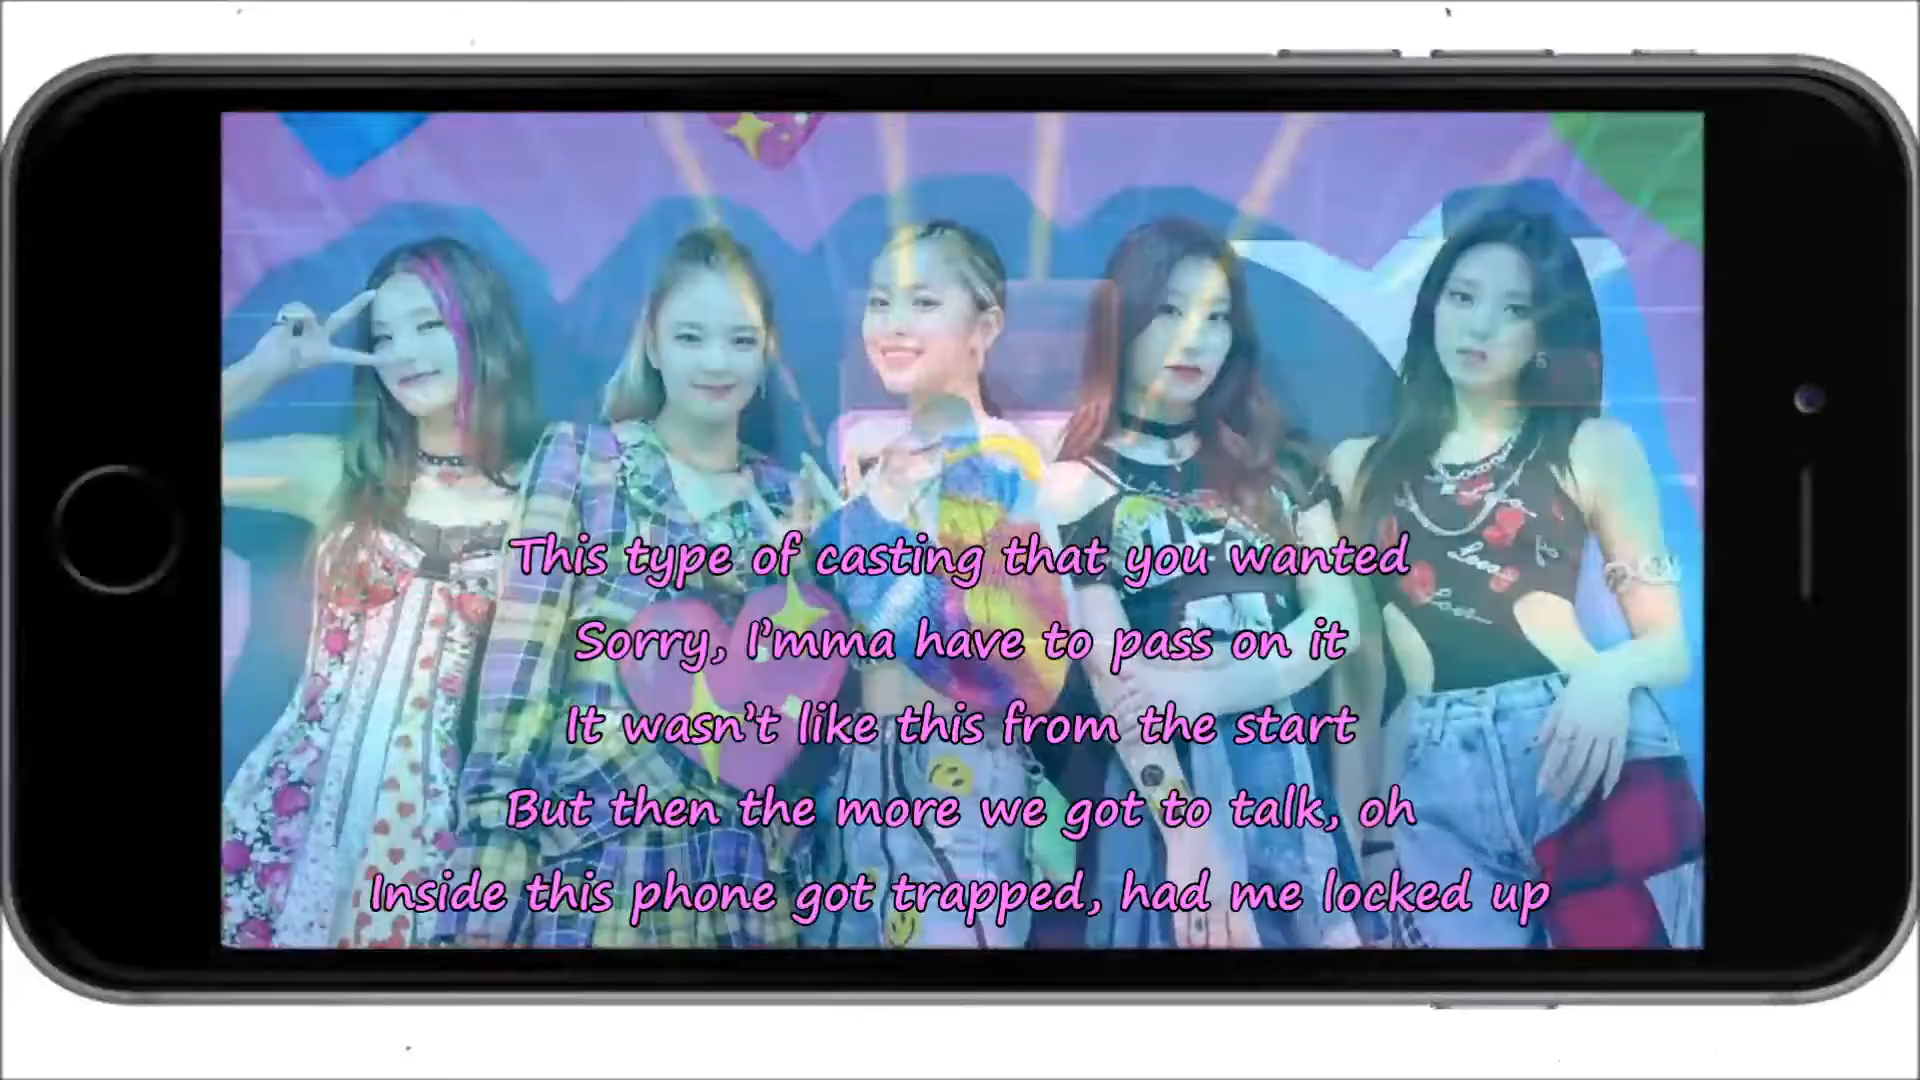 This type of casting that you wanted
Sorry, I'mma have to pass on it
It wasn't like this from the start
But then the more we got to talk, oh
Inside this phone got trapped, had me locked up